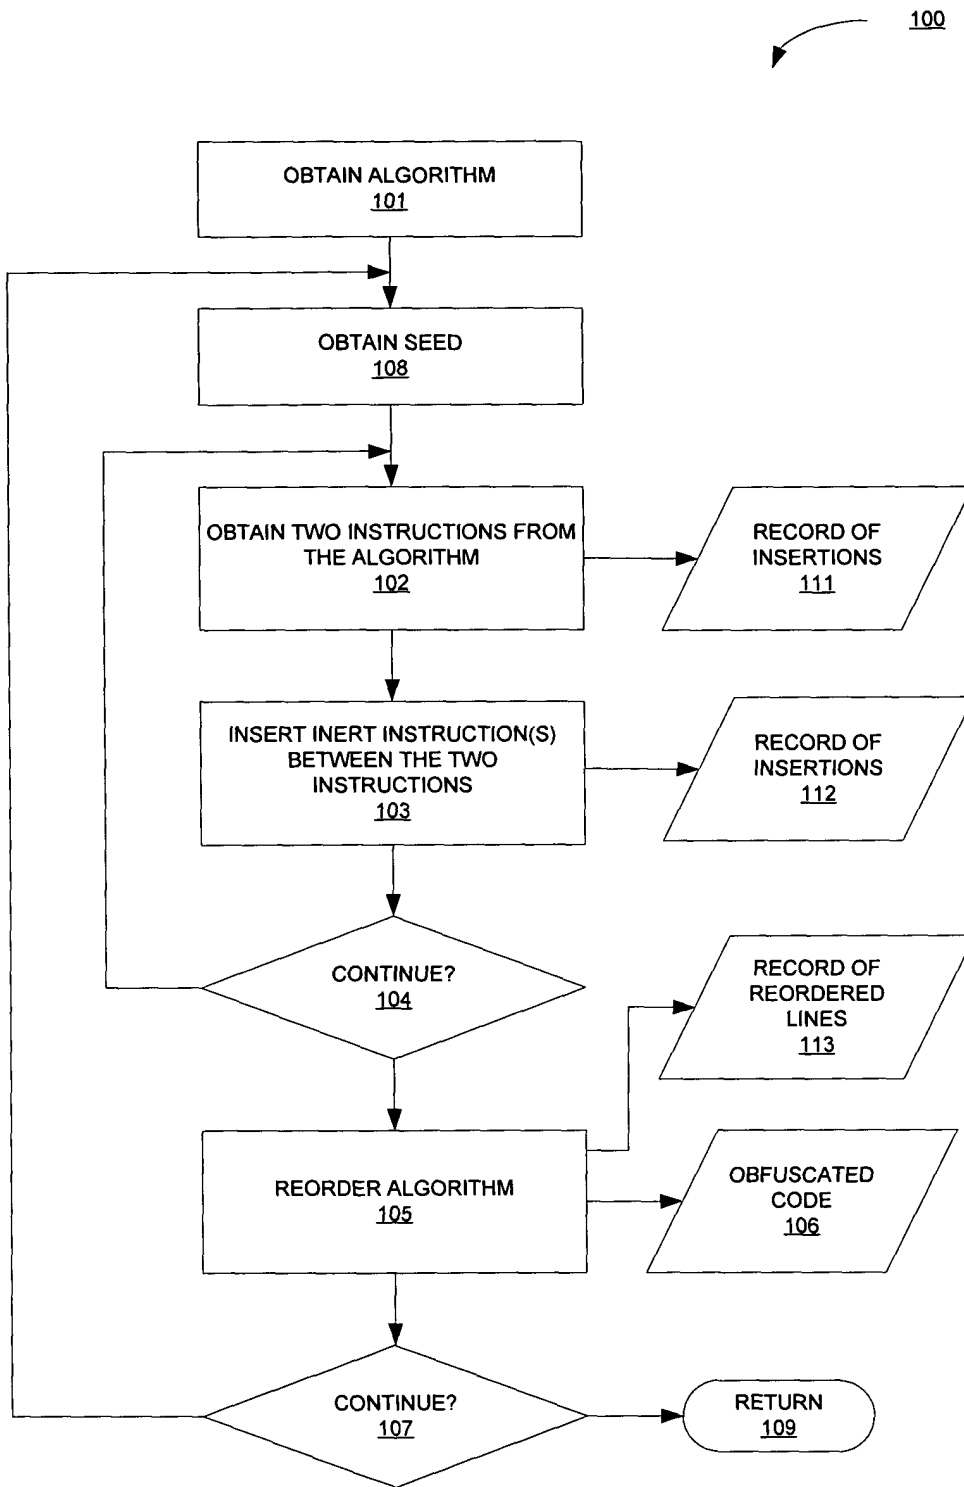 100
OBTAIN ALGORITHM
101
OBTAIN SEED
108
OBTAIN TWO INSTRUCTIONS FROM
THE ALGORITHM
102
RECORD OF
INSERTIONS
111
INSERT INERT INSTRUCTION(S)
BETWEEN THE TWO
INSTRUCTIONS
103
RECORD OF
INSERTIONS
112
CONTINUE?
104
RECORD OF
REORDERED
LINES
113
REORDER ALGORITHM
105
OBFUSCATED
CODE
106
CONTINUE?
107
RETURN
109